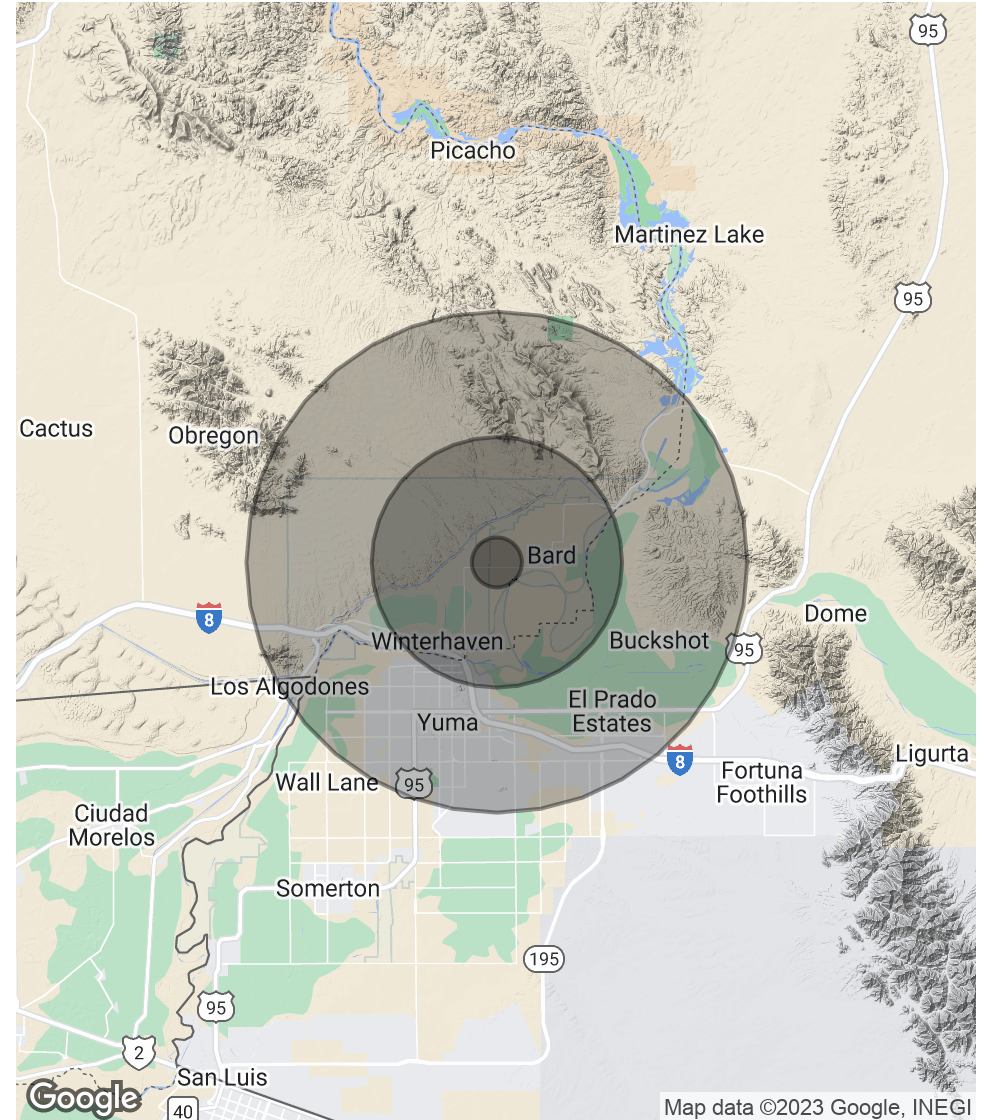 95
Picacho
Martinez Lake
95
Cactus
Obregon
Bard
8
Dome
Winterhaven
Buckshot
95
Los Algodones
El Prado
Estates
Yuma
Ligurta
8
Wall Lane
95
Fortuna
Foothills
Ciudad
Morelos
Somerton
195
95
2
San Luis
Google
40
Map data ©2023 Google, INEGI